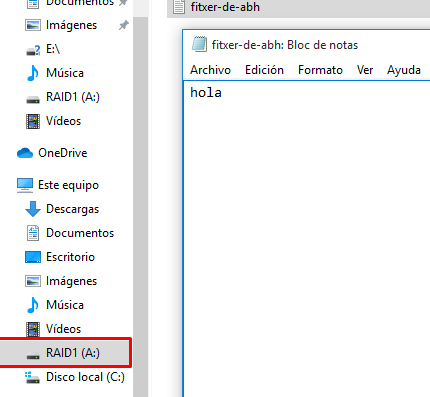 Documentos
Imágenes
E:\
Música
RAID1 (A:)
Vídeos
OneDrive
Este equipo
Descargas
Documentos
Escritorio
Imágenes
Música
Vídeos
RAID1 (A:)
Disco local (C:)
fitxer-de-abh
fitxer-de-abh: Bloc de notas
Archivo Edición Formato Ver Ayuda
hola